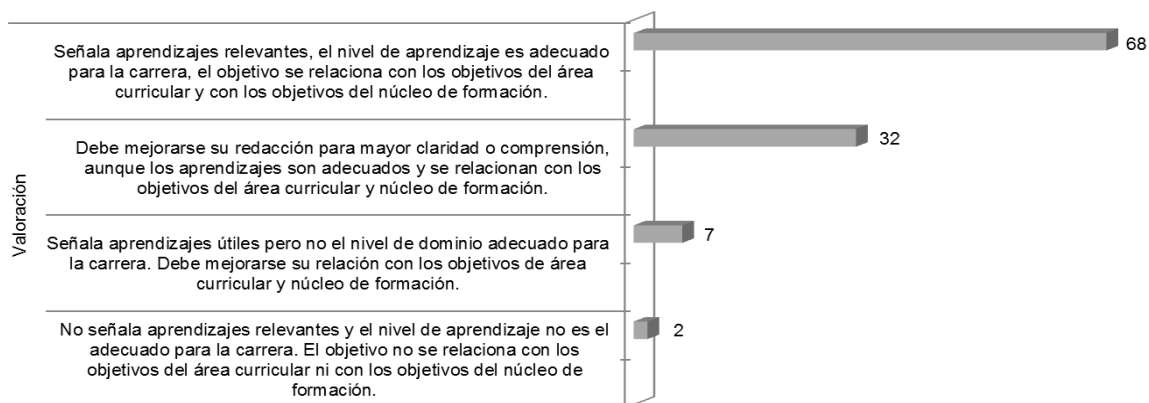 Señala aprendizajes relevantes, el nivel de aprendizaje es adecuado
para la carrera, el objetivo se relaciona con los objetivos del área
curricular y con los objetivos del núcleo de formación.
68
Debe mejorarse su redacción para mayor claridad o comprensión,
aunque los aprendizajes son adecuados y se relacionan con los
objetivos del área curricular y núcleo de formación.
32
Valoración
Señala aprendizajes útiles pero no el nivel de dominio adecuado para
la carrera. Debe mejorarse su relación con los objetivos de área
curricular y núcleo de formación.
7
No señala aprendizajes relevantes y el nivel de aprendizaje no es el
adecuado para la carrera. El objetivo no se relaciona con los
objetivos del área curricular ni con los objetivos del núcleo de
formación.
2